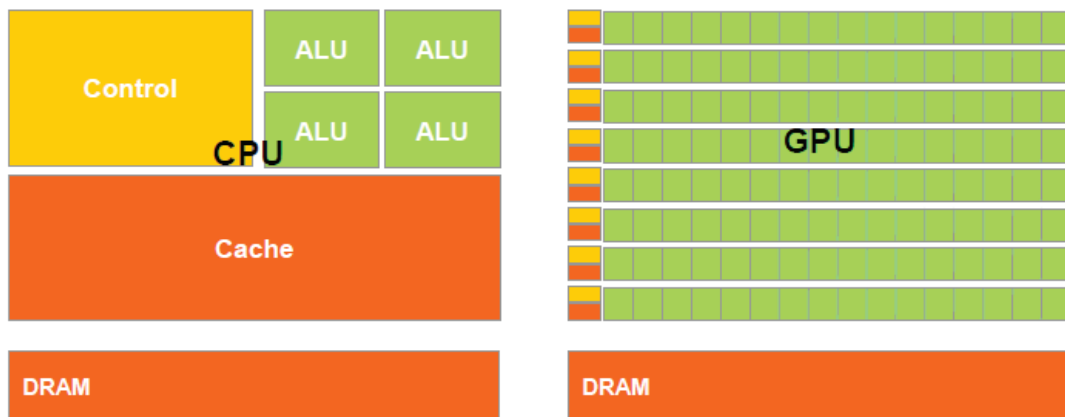 ALU ALU
Control
ALU ALU
CPU
Cache
DRAM
GPU
DRAM